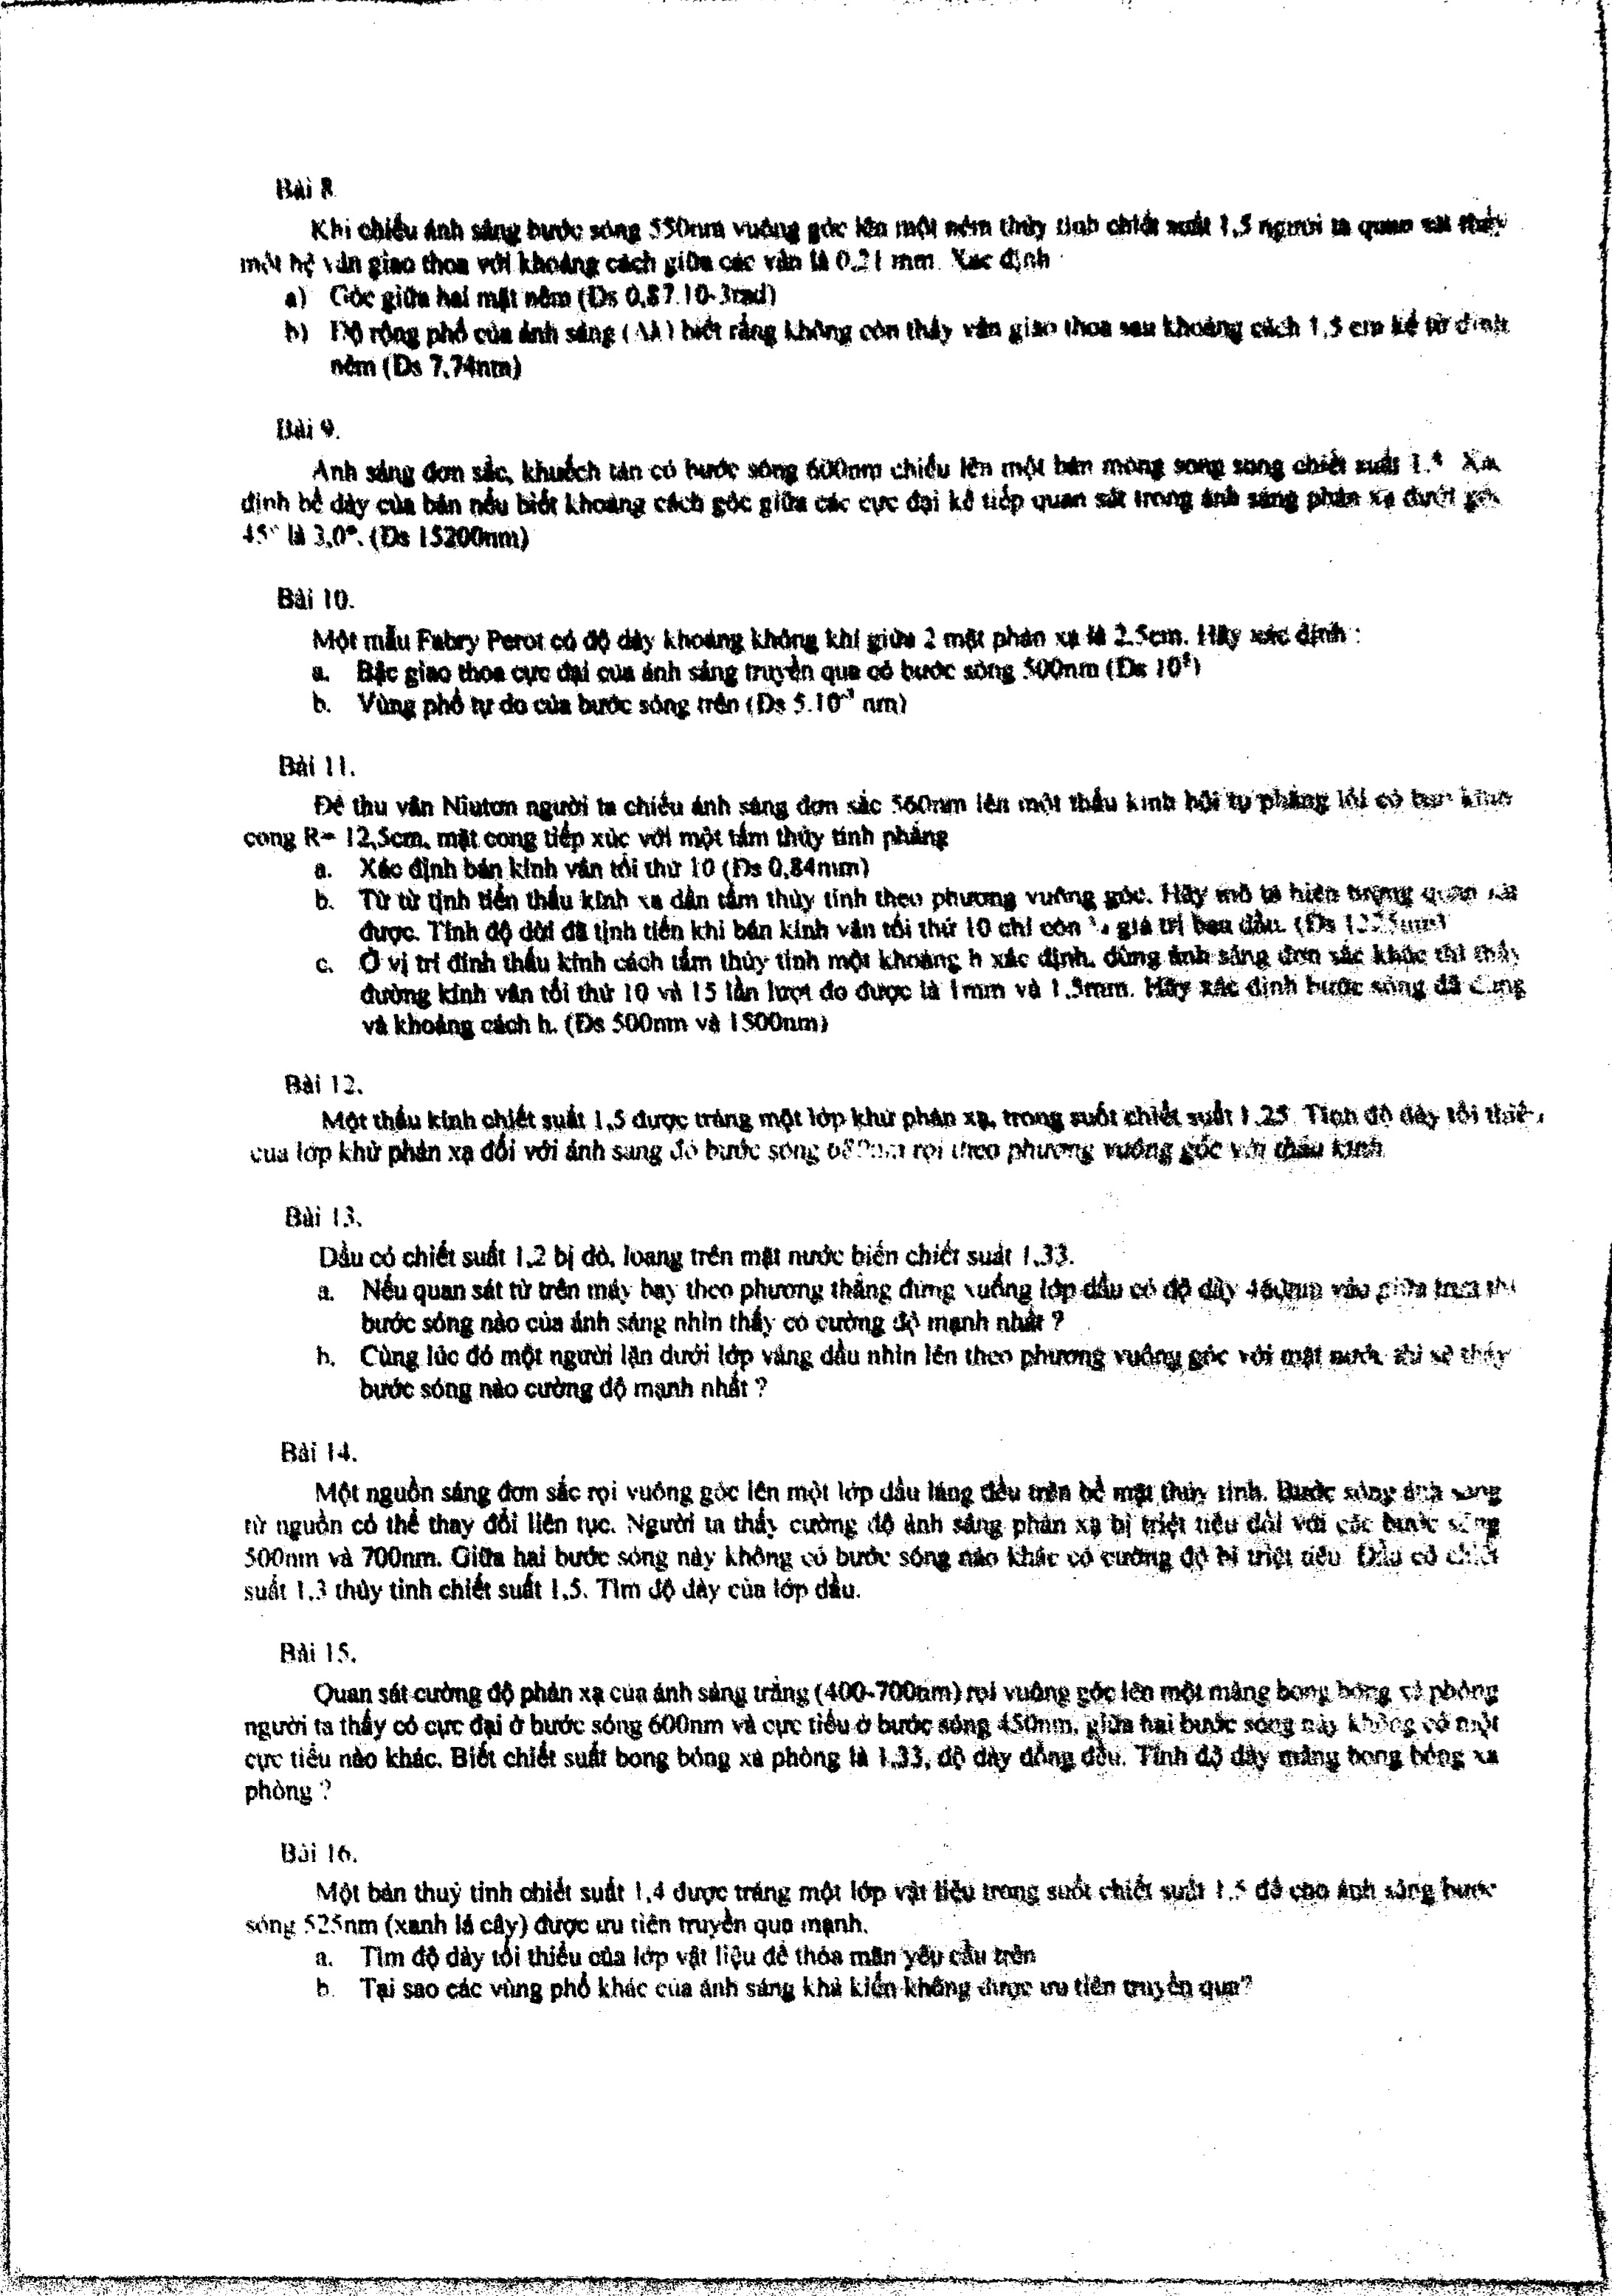 Bài 8
Khi chiếu ánh sáng bước sóng 550nm vuông góc lên một nêm thủy tinh chiết suất 1,5 người ta quan sát thấy
một hệ vân giao thoa với khoảng cách giữa các vân là 0,21 mm. Xác định
a) Góc giữa hai mặt nêm (Ds 0,87.10-3rad)
b) Độ rộng phổ của ánh sáng (Δλ) biết rằng không còn thấy vân giao thoa sau khoảng cách 1,5 cm kể từ đỉnh
nêm (Ds 7,74nm)
Bài 9.
Ánh sáng đơn sắc, khuếch tán có bước sóng 600nm chiếu lên một bản mỏng song song chiết suất
định bề dày của bản nếu biết khoảng cách góc giữa các cực đại kế tiếp quan sát trong ánh sáng phản xạ dưới góc
45° là 3,0°. (Ds 15200nm)
Bài 10.
Một mẫu Fabry Perot có độ dày khoảng không khí giữa 2 mặt phản xạ là 2.5cm. Hãy xác định :
a. Bậc giao thoa cực đại của ánh sáng truyền qua có bước sóng 500nm (Ds 10⁵)
b. Vùng phổ tự do của bước sóng trên (Ds 5.10⁻³ nm)
Bài 11.
Để thu vân Niuton người ta chiếu ánh sáng đơn sắc 560nm lên một thấu kính hội tụ phẳng lồi có bán kính
cong R= 12,5cm, mặt cong tiếp xúc với một tấm thủy tinh phẳng
a. Xác định bán kính vân tối thứ 10 (Ds 0,84mm)
b. Từ từ tịnh tiến thấu kính xa dần tấm thủy tinh theo phương vuông góc. Hãy mô tả hiện tượng quan sát
được. Tính độ dời đã tịnh tiến khi bán kính vân tối thứ 10 chỉ còn giá trị ban đầu. (Ds
c. Ở vị trí đỉnh thấu kính cách tấm thủy tinh một khoảng h xác định, dùng ánh sáng đơn sắc khác thì thấy
đường kính vân tối thứ 10 và 15 lần lượt đo được là 1mm và 1,5mm. Hãy xác định bước sóng đã dùng
và khoảng cách h. (Ds 500nm và 1500nm)
Bài 12.
Một thấu kính chiết suất 1,5 được tráng một lớp khử phản xạ, trong suốt chiết suất 1,25. Tính độ dày tối thiểu
của lớp khử phản xạ đối với ánh sáng đỏ bước sóng rọi theo phương vuông góc với thấu kính
Bài 13.
Dầu có chiết suất 1,2 bị dò, loang trên mặt nước biển chiết suất 1,33.
a. Nếu quan sát từ trên máy bay theo phương thẳng đứng xuống lớp dầu có độ dày 460nm vào giữa trưa thì
bước sóng nào của ánh sáng nhìn thấy có cường độ mạnh nhất ?
b. Cùng lúc đó một người lặn dưới lớp váng dầu nhìn lên theo phương vuông góc với mặt nước thì sẽ thấy
bước sóng nào cường độ mạnh nhất ?
Bài 14.
Một nguồn sáng đơn sắc rọi vuông góc lên một lớp dầu láng đều trên bề mặt thủy tinh. Bước sóng ánh sáng
từ nguồn có thể thay đổi liên tục. Người ta thấy cường độ ánh sáng phản xạ bị triệt tiêu đối với các bước sóng
500nm và 700nm. Giữa hai bước sóng này không có bước sóng nào khác có cường độ bị triệt tiêu. Dầu có chiết
suất 1,3 thủy tinh chiết suất 1,5. Tìm độ dày của lớp dầu.
Bài 15.
Quan sát cường độ phản xạ của ánh sáng trắng (400-700nm) rọi vuông góc lên một màng bong bóng xà phòng
người ta thấy có cực đại ở bước sóng 600nm và cực tiểu ở bước sóng 450nm, giữa hai bước sóng này không có một
cực tiểu nào khác. Biết chiết suất bong bóng xà phòng là 1,33, độ dày đồng đều. Tính độ dày màng bong bóng xà
phòng ?
Bài 16.
Một bản thuỷ tinh chiết suất 1,4 được tráng một lớp vật liệu trong suốt chiết suất 1,5 để cho ánh sáng bước
sóng 525nm (xanh lá cây) được ưu tiên truyền qua mạnh.
a. Tìm độ dày tối thiểu của lớp vật liệu để thỏa mãn yêu cầu trên
b. Tại sao các vùng phổ khác của ánh sáng khả kiến không được ưu tiên truyền qua?